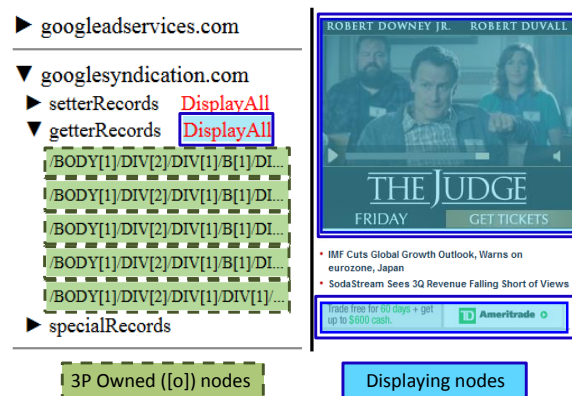 ▶ googleadservices.com
▼ googlesyndication.com
▶ setterRecords DisplayAll
▼ getterRecords DisplayAll
/BODY[1]/DIV[2]/DIV[1]/B[1]/DI...
/BODY[1]/DIV[2]/DIV[1]/B[1]/DI...
/BODY[1]/DIV[2]/DIV[1]/B[1]/DI...
/BODY[1]/DIV[2]/DIV[1]/B[1]/DI...
/BODY[1]/DIV[2]/DIV[1]/DIV[1]/...
▶ specialRecords
3P Owned ([o]) nodes
ROBERT DOWNEY JR. ROBERT DUVALL
THE JUDGE
FRIDAY GET TICKETS
• IMF Cuts Global Growth Outlook, Warns on
eurozone, Japan
• SodaStream Sees 3Q Revenue Falling Short of Views
Trade free for 60 days + get
up to $600 cash.
TD Ameritrade
Displaying nodes